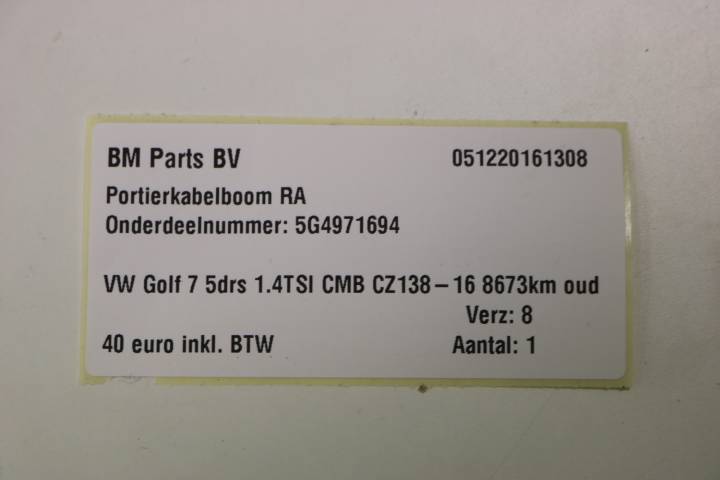 BM Parts BV 051220161308
Portierkabelboom RA
Onderdeelnummer: 5G4971694
VW Golf 7 5drs 1.4TSI CMB CZ138 – 16 8673km oud
Verz: 8
40 euro inkl. BTW Aantal: 1